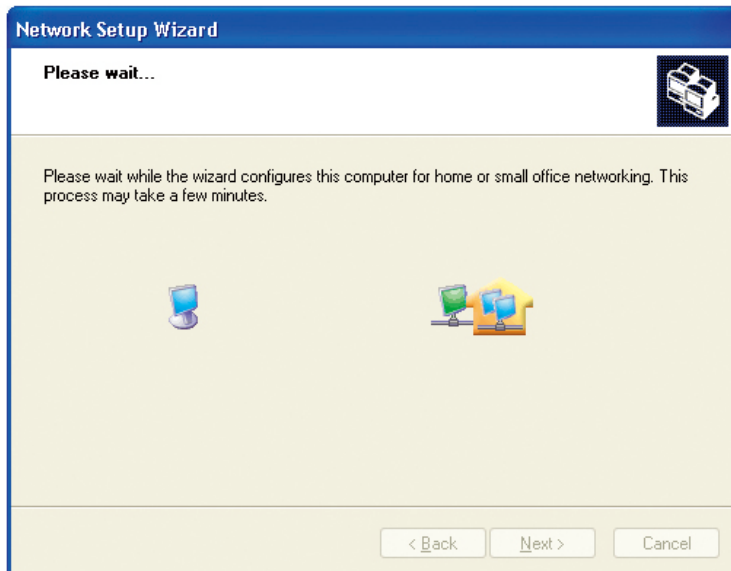 Network Setup Wizard
Please wait...
Please wait while the wizard configures this computer for home or small office networking. This
process may take a few minutes.
< Back
Next >
Cancel